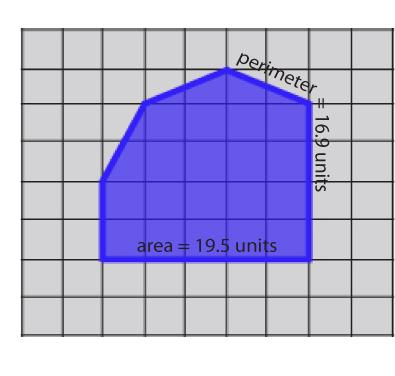 perimeter = 16.9 units
area = 19.5 units